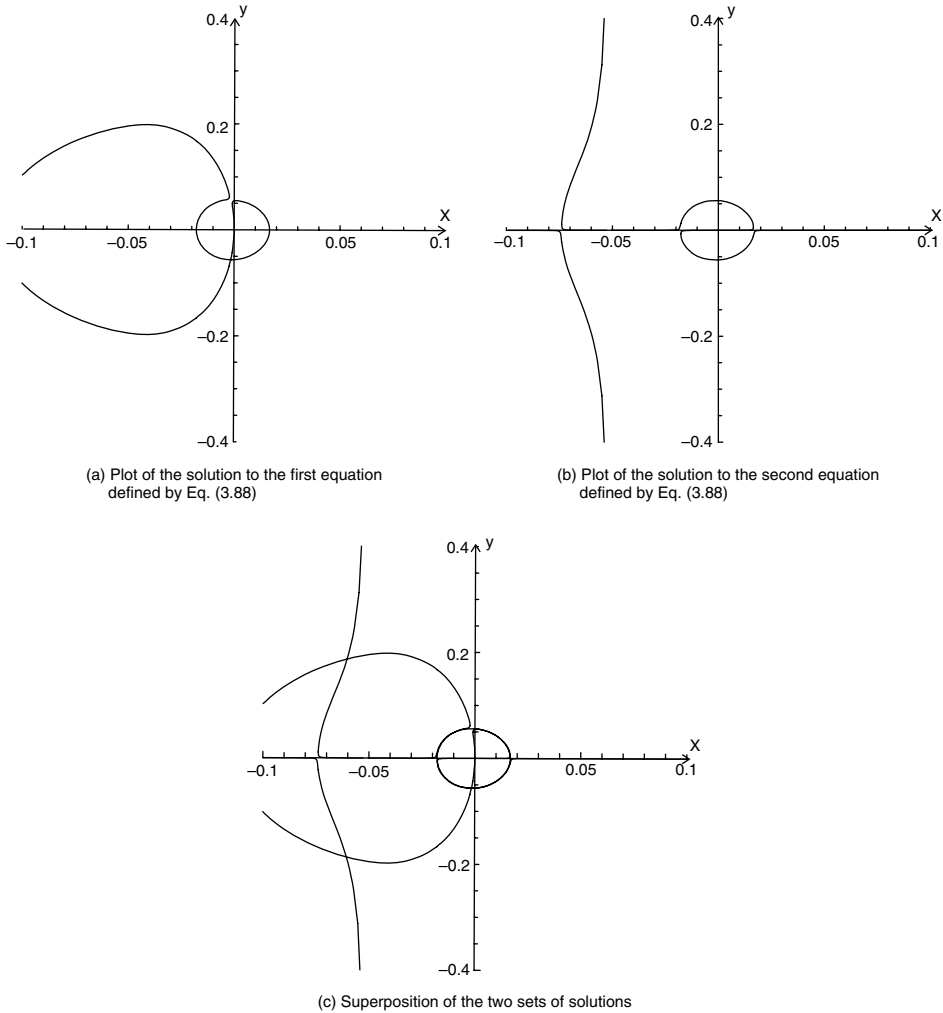 0.4 y
0.2
X
–0.1 –0.05 0.05 0.1
–0.2
–0.4
(a) Plot of the solution to the first equation
defined by Eq. (3.88)
0.4 y
0.2
X
–0.1 –0.05 0.05 0.1
–0.2
–0.4
(b) Plot of the solution to the second equation
defined by Eq. (3.88)
0.4 y
0.2
X
–0.1 –0.05 0.05 0.1
–0.2
–0.4
(c) Superposition of the two sets of solutions